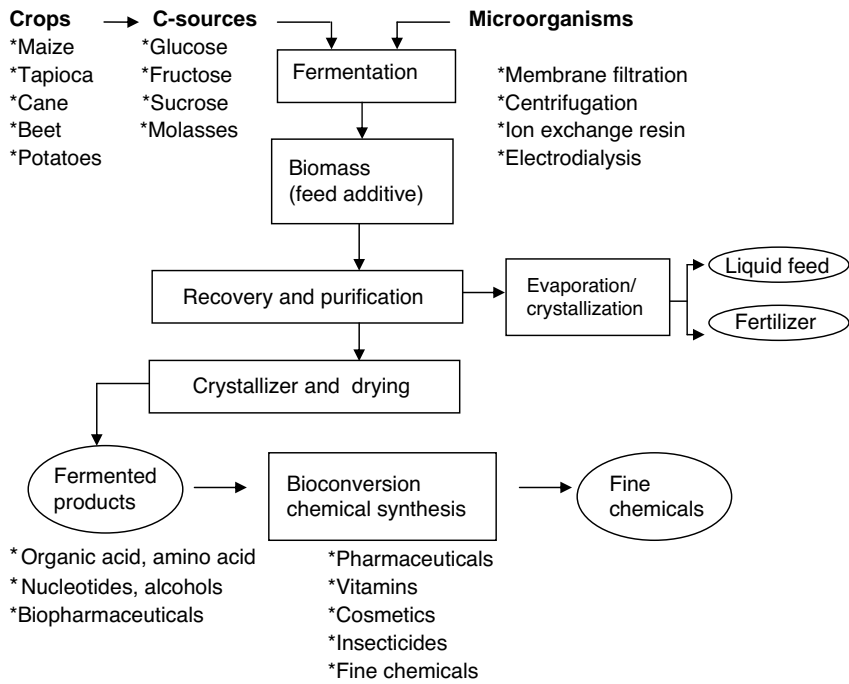 Crops
C-sources
Microorganisms
*Maize
*Tapioca
*Cane
*Beet
*Potatoes
*Glucose
*Fructose
*Sucrose
*Molasses
Fermentation
*Membrane filtration
*Centrifugation
*Ion exchange resin
*Electrodialysis
Biomass
(feed additive)
Recovery and purification
Evaporation/
crystallization
Liquid feed
Fertilizer
Crystallizer and drying
Fermented
products
Bioconversion
chemical synthesis
Fine
chemicals
*Organic acid, amino acid
*Nucleotides, alcohols
*Biopharmaceuticals
*Pharmaceuticals
*Vitamins
*Cosmetics
*Insecticides
*Fine chemicals